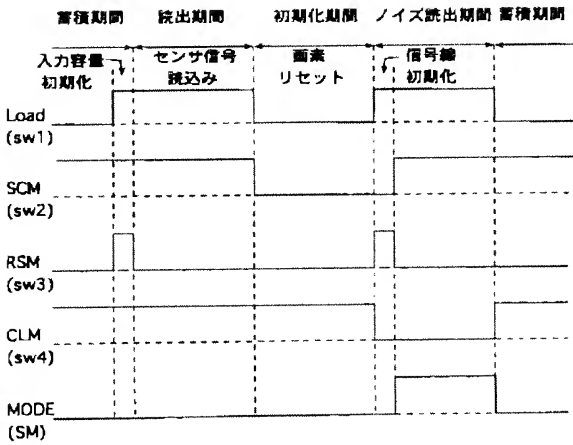 蓄積期間 読出期間 初期化期間 ノイズ読出期間 蓄積期間
入力容量
初期化
センサ信号
読込み
画素
リセット
信号線
初期化
Load
(sw1)
SCM
(sw2)
RSM
(sw3)
CLM
(sw4)
MODE
(SM)